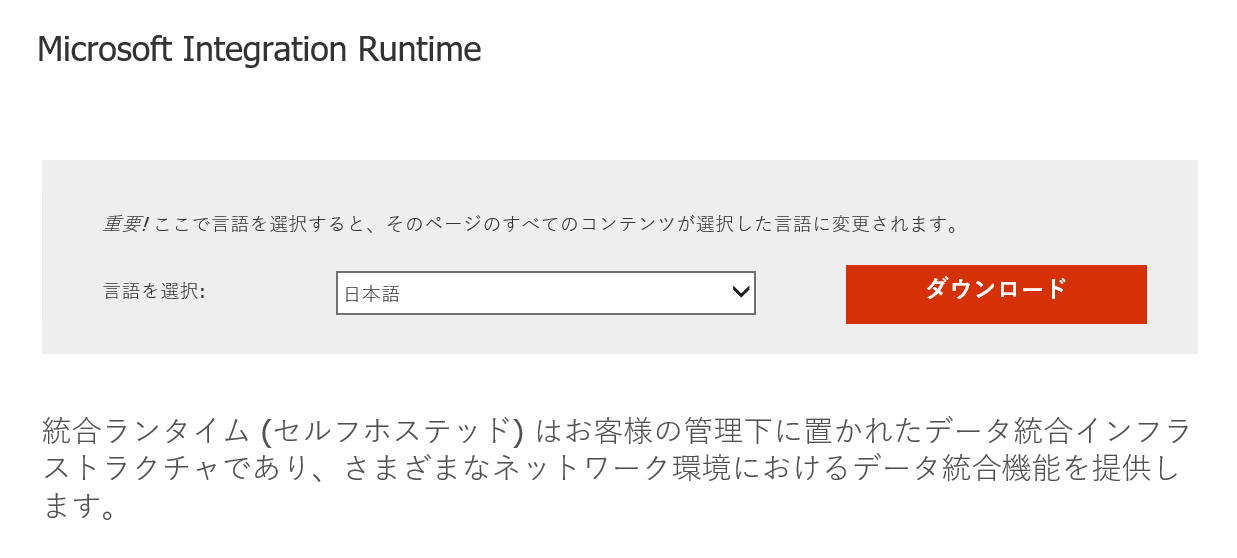 Microsoft Integration Runtime
重要! ここで言語を選択すると、そのページのすべてのコンテンツが選択した言語に変更されます。
言語を選択:
日本語
ダウンロード
統合ランタイム (セルフホステッド) はお客様の管理下に置かれたデータ統合インフラ
ストラクチャであり、さまざまなネットワーク環境におけるデータ統合機能を提供し
ます。